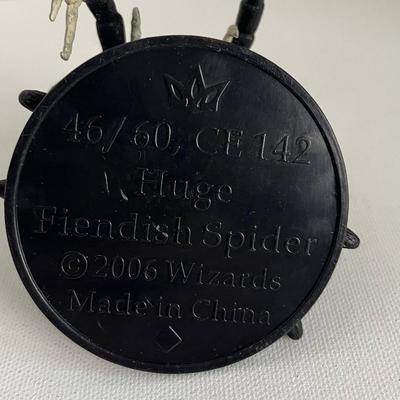 46/60, CE 142
Huge
Fiendish Spider
©2006 Wizards
Made in China